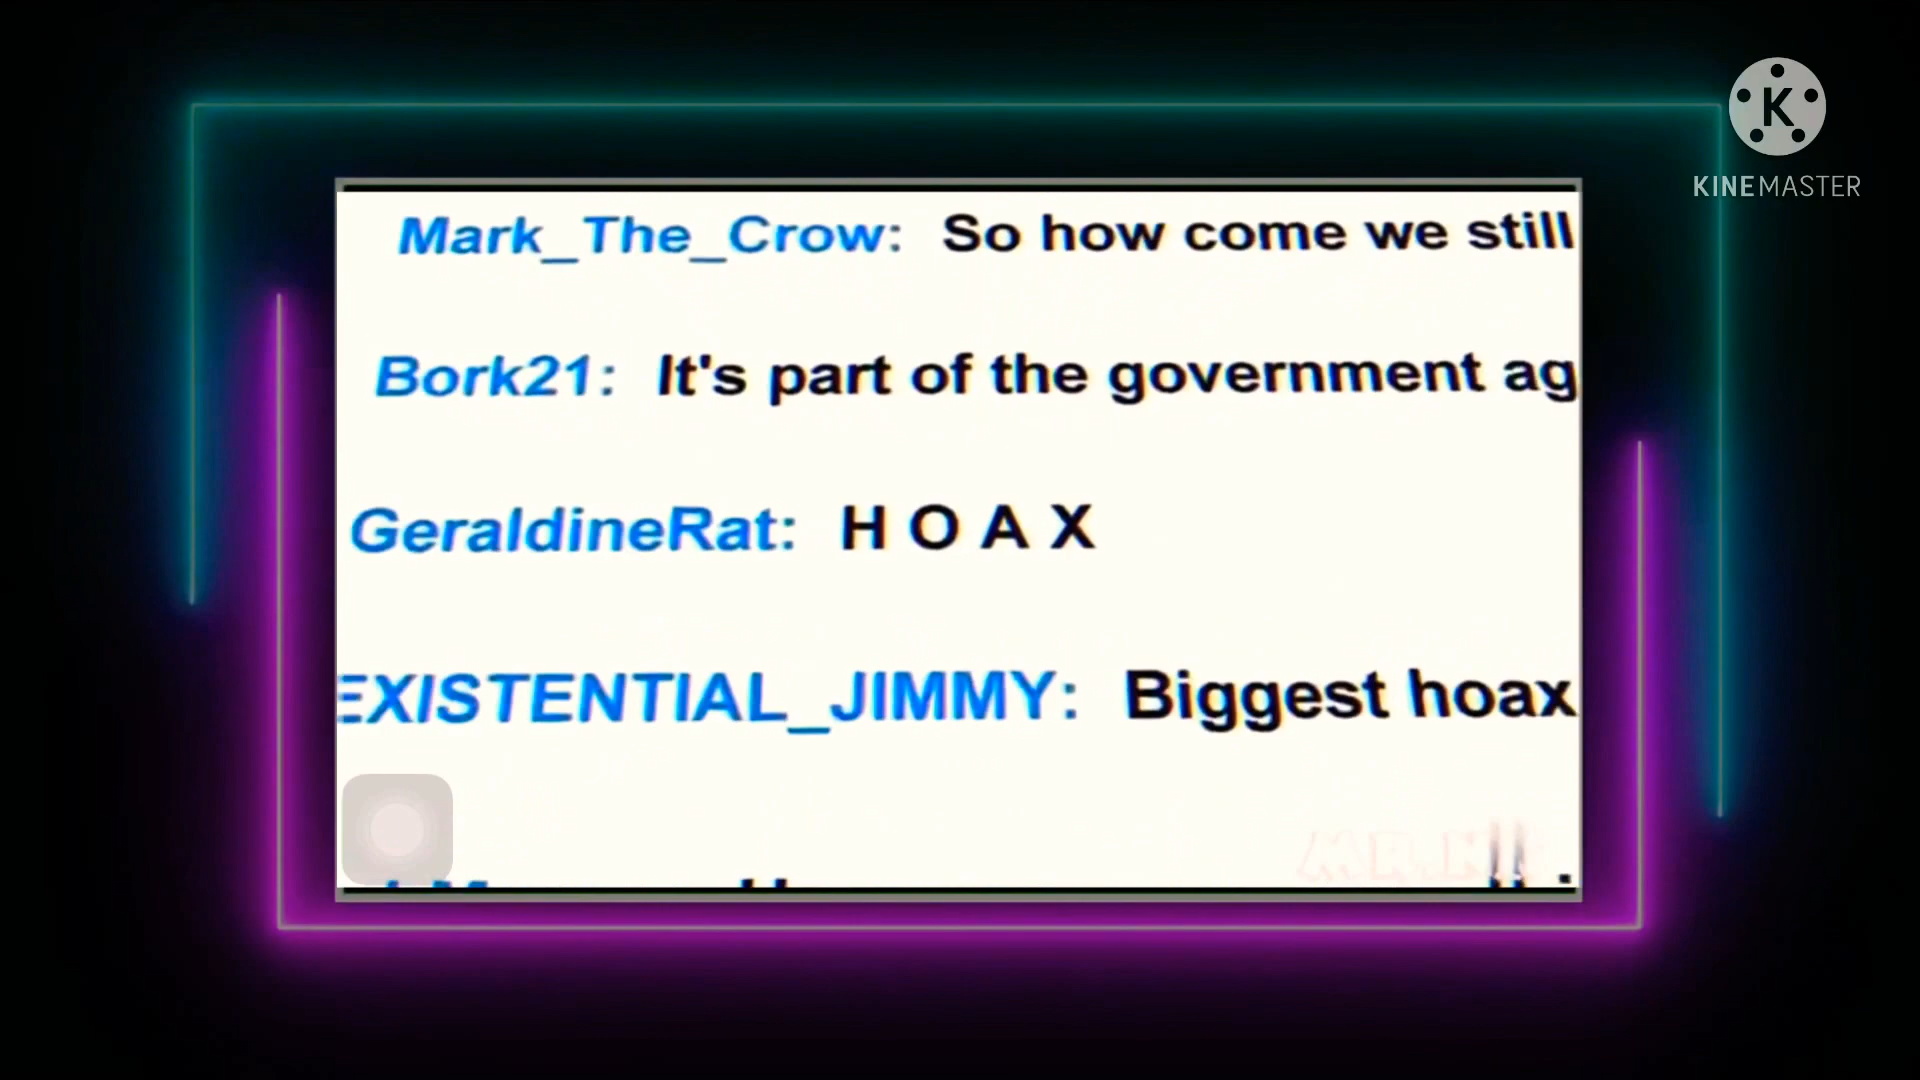 K
KINEMASTER
Mark_The_Crow: So how come we still
Bork21: It's part of the government ag
GeraldineRat: H O A X
EXISTENTIAL_JIMMY: Biggest hoax